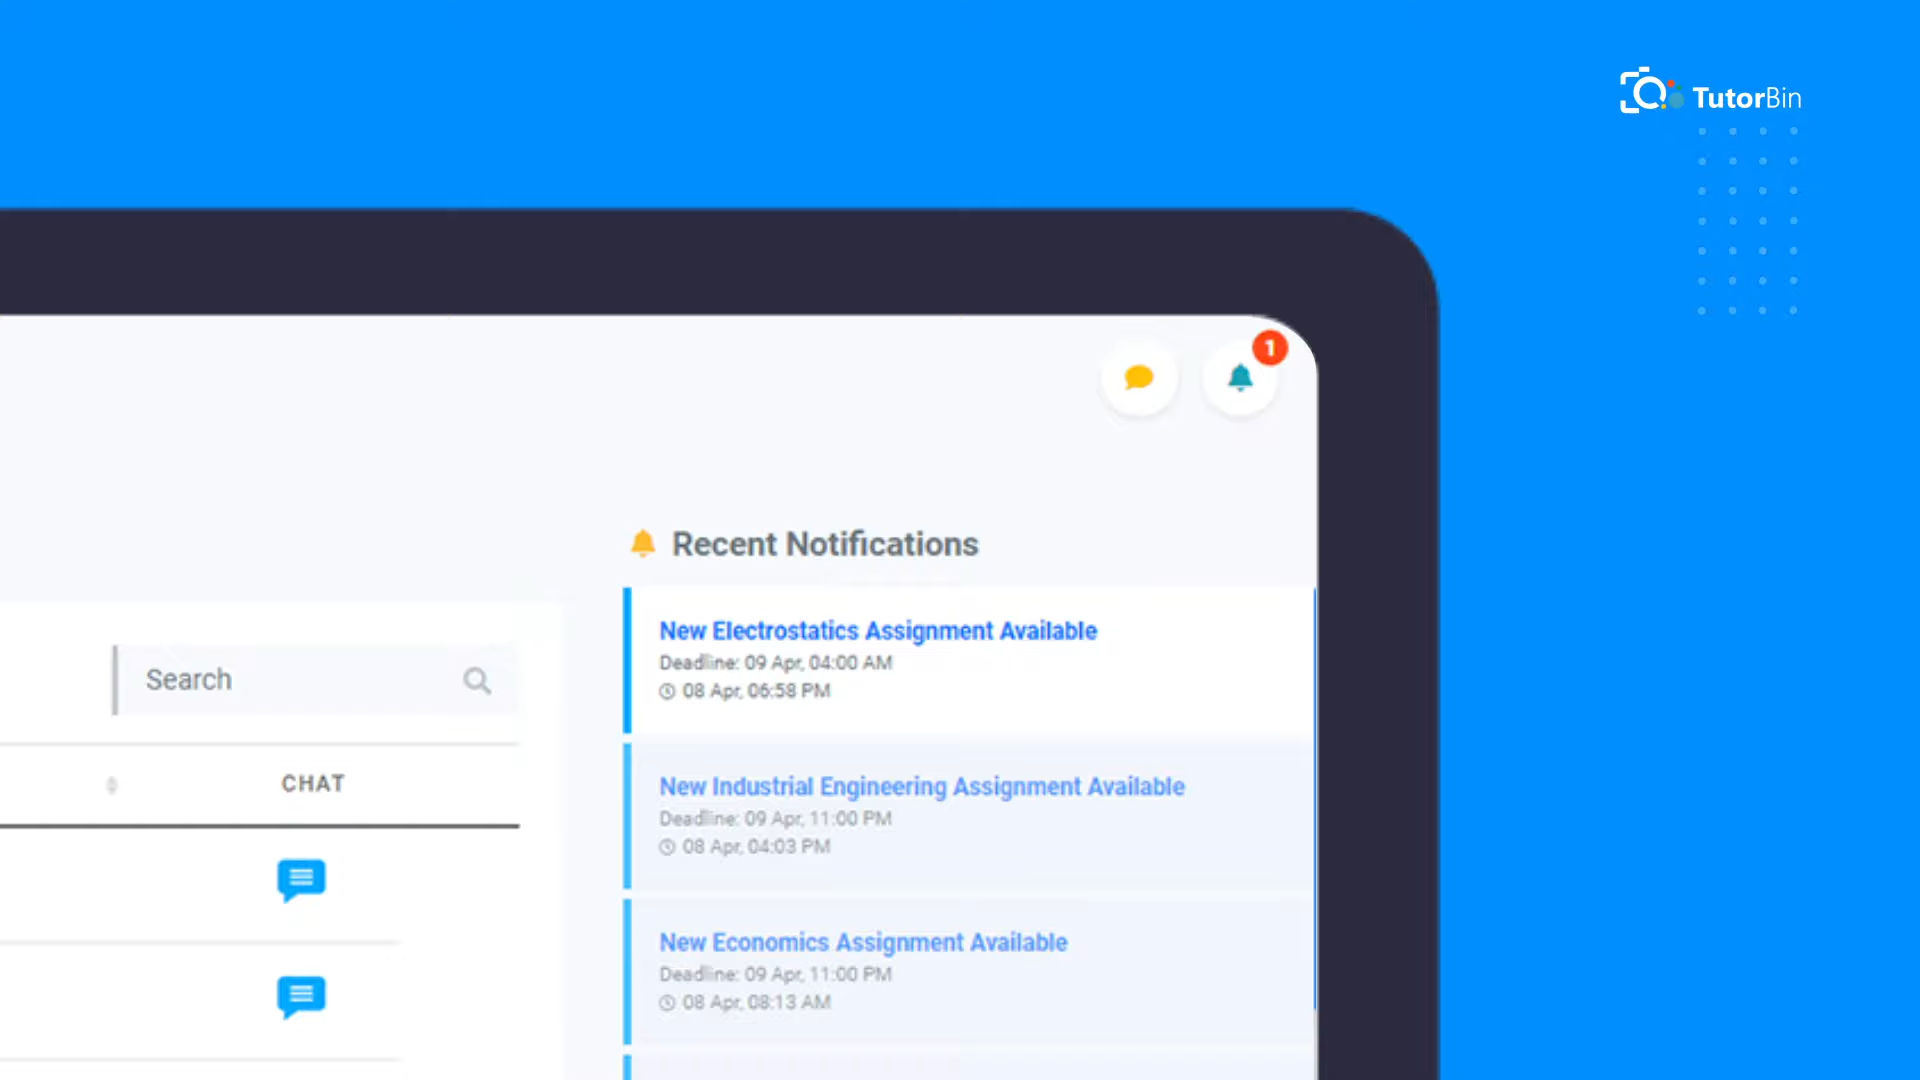 TutorBin
1
Recent Notifications
New Electrostatics Assignment Available
Deadline: 09 Apr, 04:00 AM
08 Apr, 06:58 PM
Search
New Industrial Engineering Assignment Available
Deadline: 09 Apr, 11:00 PM
08 Apr, 04:03 PM
CHAT
New Economics Assignment Available
Deadline: 09 Apr, 11:00 PM
08 Apr, 08:13 AM